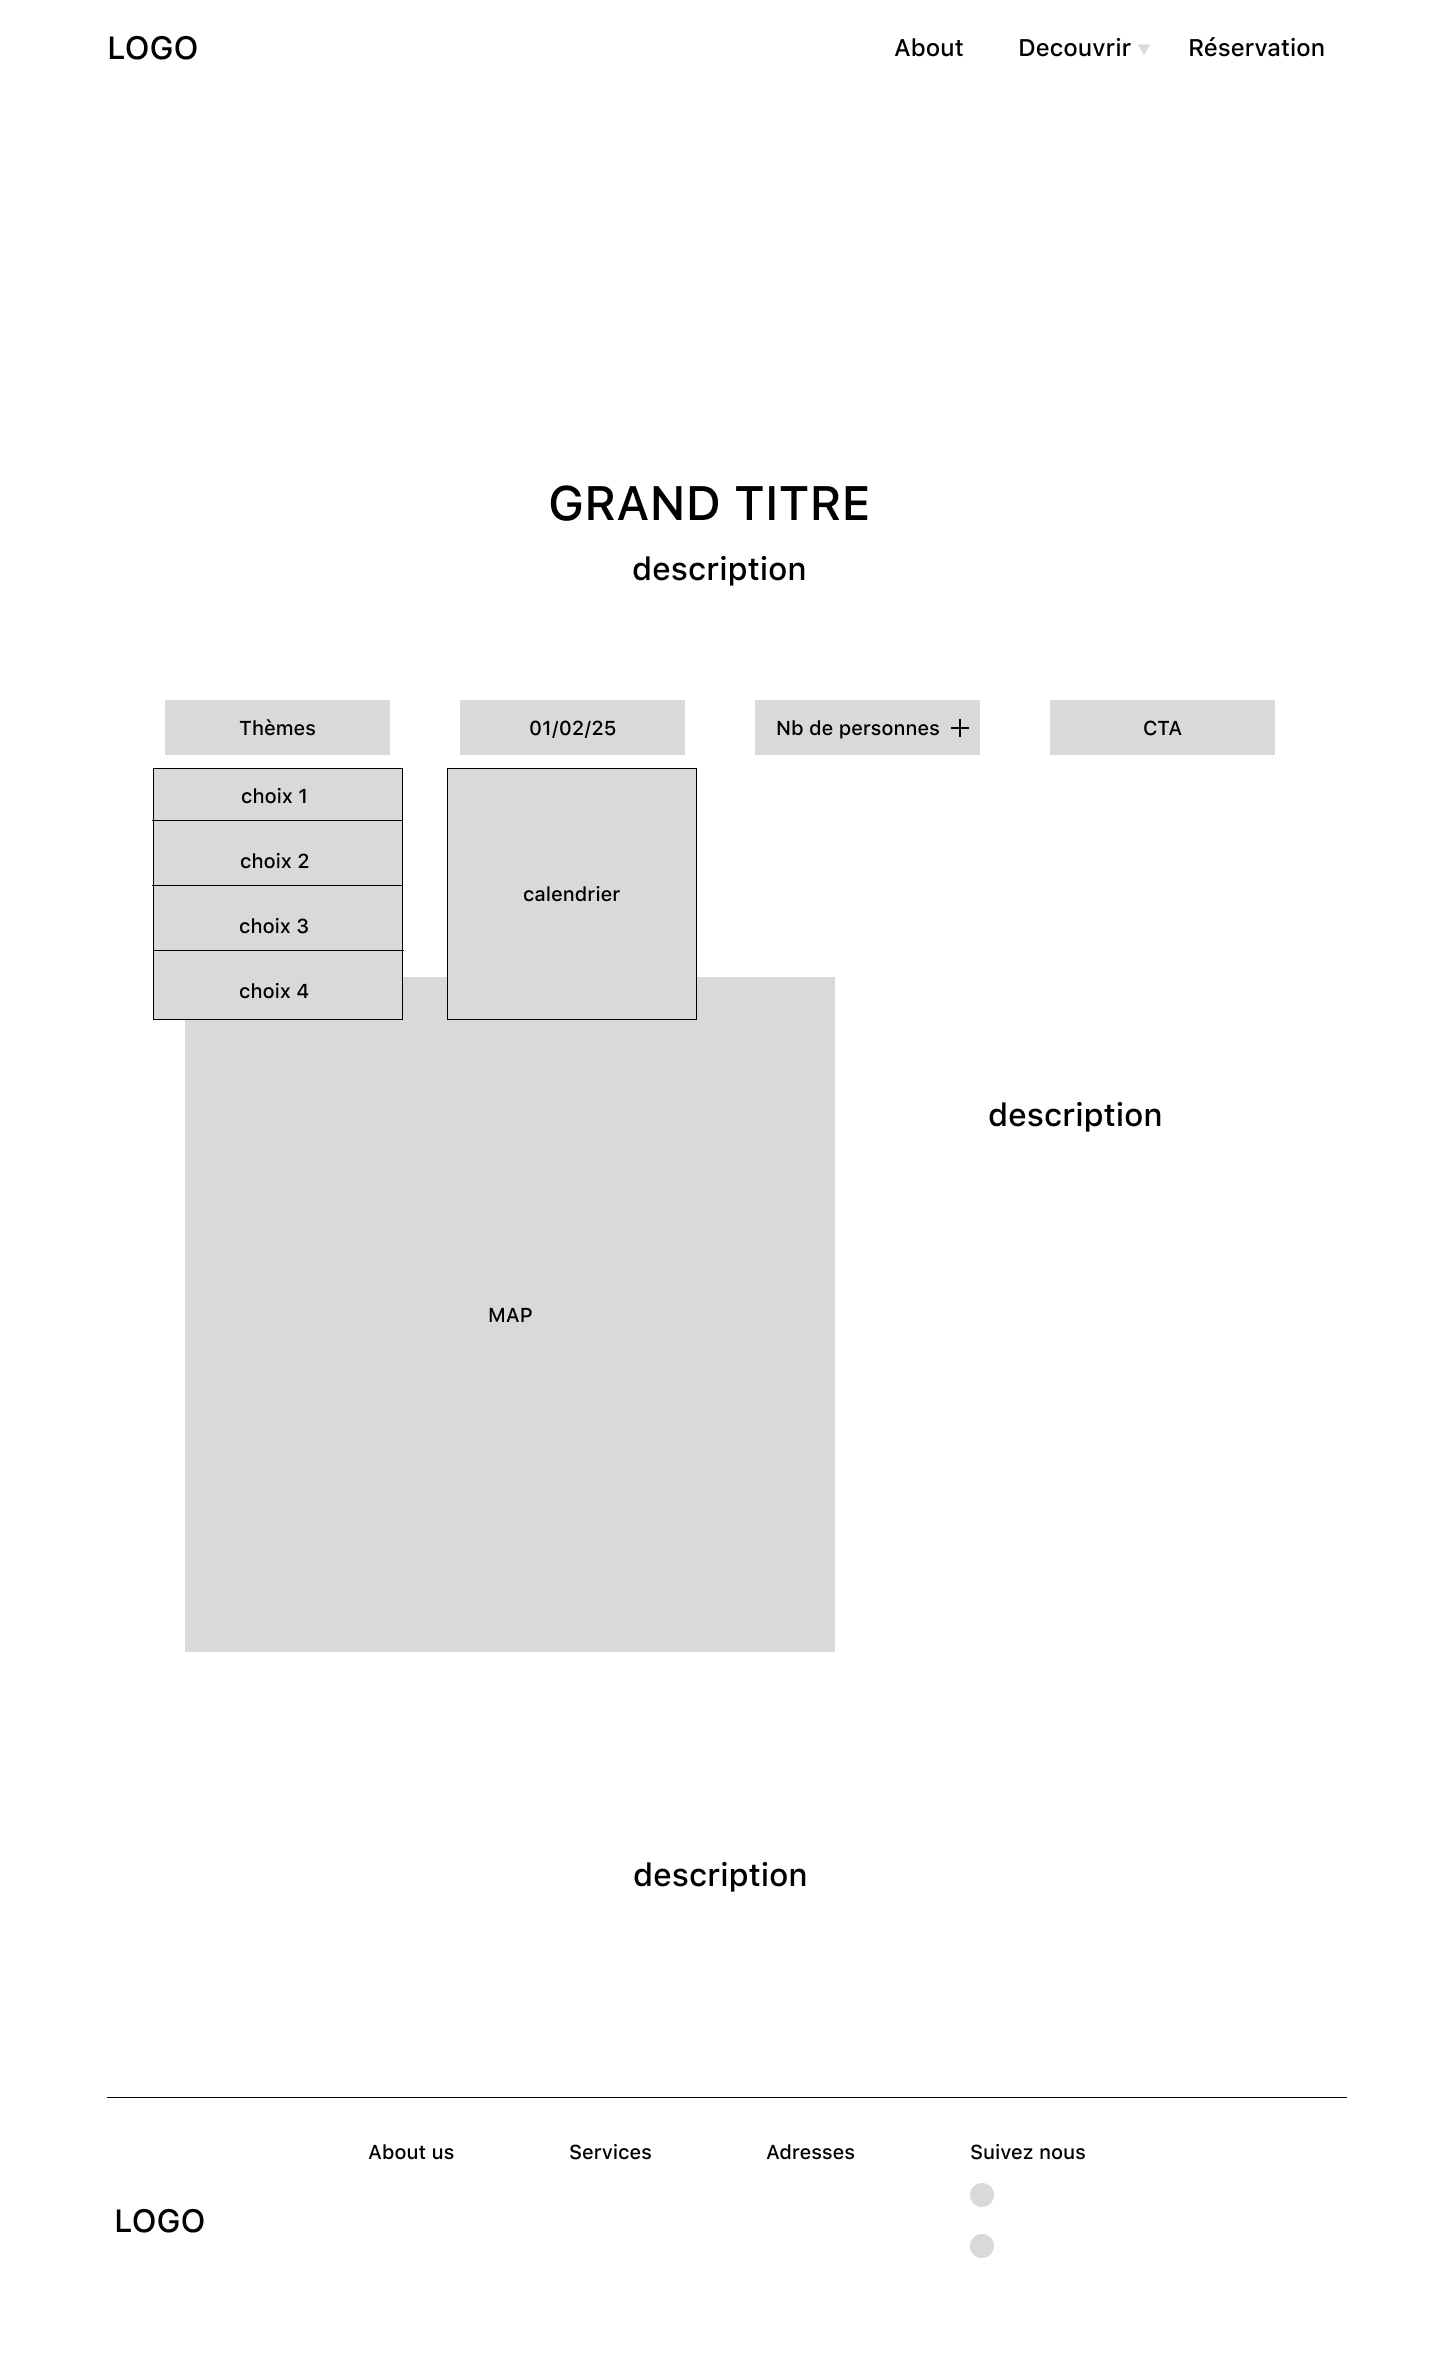 LOGO
About
Decouvrir
Réservation
GRAND TITRE
description
Thèmes
01/02/25
Nb de personnes +
CTA
choix 1
choix 2
choix 3
choix 4
calendrier
description
MAP
description
About us
Services
Adresses
Suivez nous
LOGO